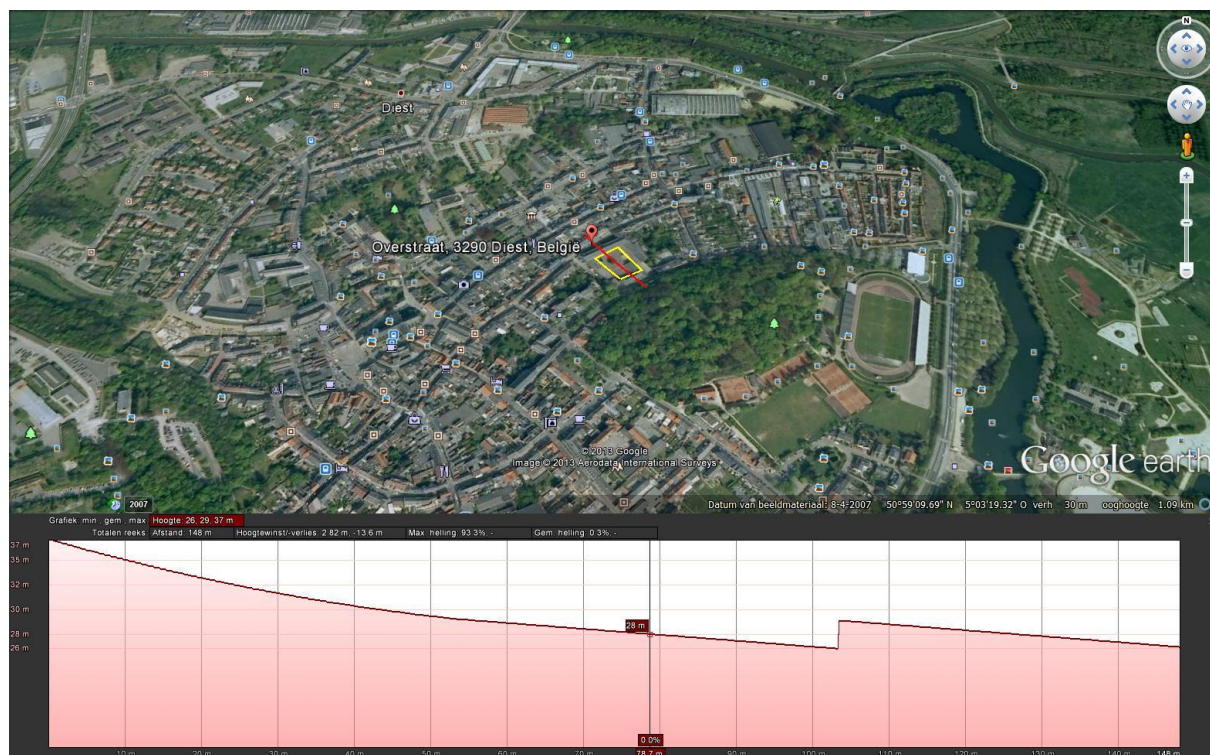 N
Diest
Overstraat, 3290 Diest, België
© 2013 Google
Image © 2013 Aerodata International Surveys
Google earth
2007
Datum van beeldmateriaal: 8-4-2007 50°59'09.69" N 5°03'19.32" O verh 30 m ooghoogte 1.09 km
Grafiek: min., gem., max Hoogte: 26, 29, 37 m
Totalen reeks: Afstand: 148 m Hoogtewinst/-verlies: 2.82 m, -13.6 m Max. helling: 93.3%, - Gem. helling: 0.3%, -
37 m
35 m
32 m
30 m
28 m
28 m
26 m
0.0%
10 m 20 m 30 m 40 m 50 m 60 m 70 m 78.7 m 90 m 100 m 110 m 120 m 130 m 148 m